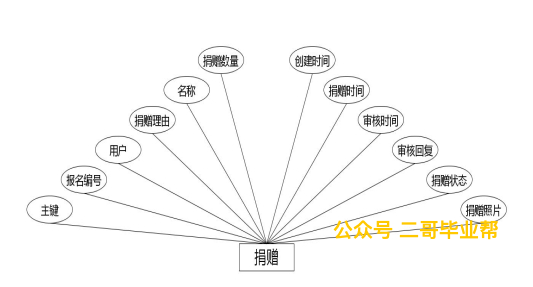 捐赠数量
创建时间
名称
捐赠时间
捐赠理由
审核时间
用户
审核回复
报名编号
捐赠状态
主键
捐赠照片
公众号 二哥毕业帮
捐赠